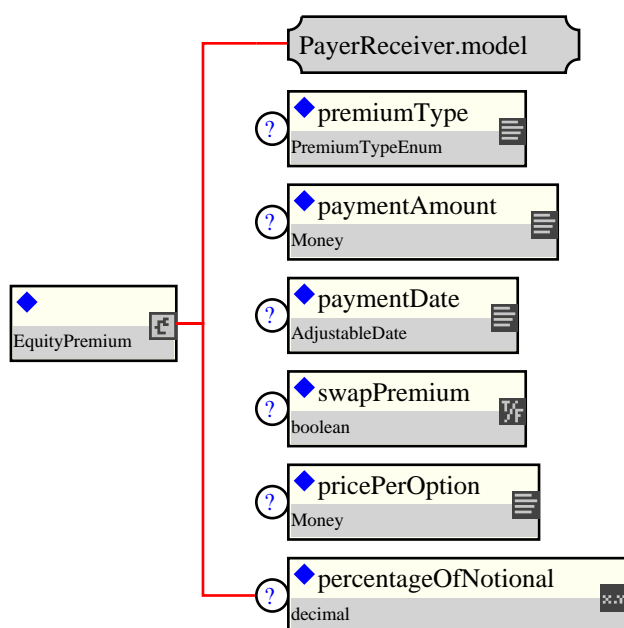 PayerReceiver.model
?
premiumType
PremiumTypeEnum
?
paymentAmount
Money
?
paymentDate
AdjustableDate
EquityPremium
?
swapPremium
T/F
boolean
?
pricePerOption
Money
?
percentageOfNotional
x.y
decimal